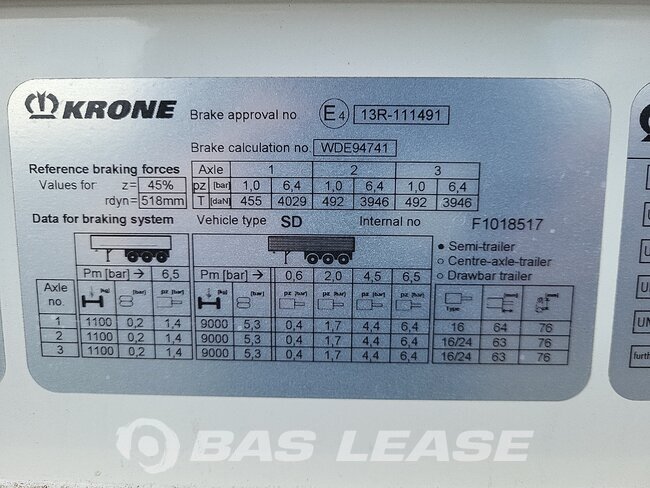 KRONE
Brake approval no E4 13R-111491
Brake calculation no. WDE94741
Reference braking forces Axle 1 2 3
Values for z= 45% pz [bar] 1,0 6,4 1,0 6,4 1,0 6,4
rdyn= 518mm T [daN] 455 4029 492 3946 492 3946
Data for braking system Vehicle type SD Internal no F1018517
• Semi-trailer
○ Centre-axle-trailer
○ Drawbar trailer
Pm [bar] → 6,5 Pm [bar] → 0,6 2,0 4,5 6,5
Axle no. [kg] [bar] pz [bar] [kg] [bar] pz [bar] pz [bar] pz [bar] pz [bar] Type [mm]
1 1100 0,2 1,4 9000 5,3 0,4 1,7 4,4 6,4 16 64 76
2 1100 0,2 1,4 9000 5,3 0,4 1,7 4,4 6,4 16/24 63 76
3 1100 0,2 1,4 9000 5,3 0,4 1,7 4,4 6,4 16/24 63 76
UN
furth
BAS LEASE